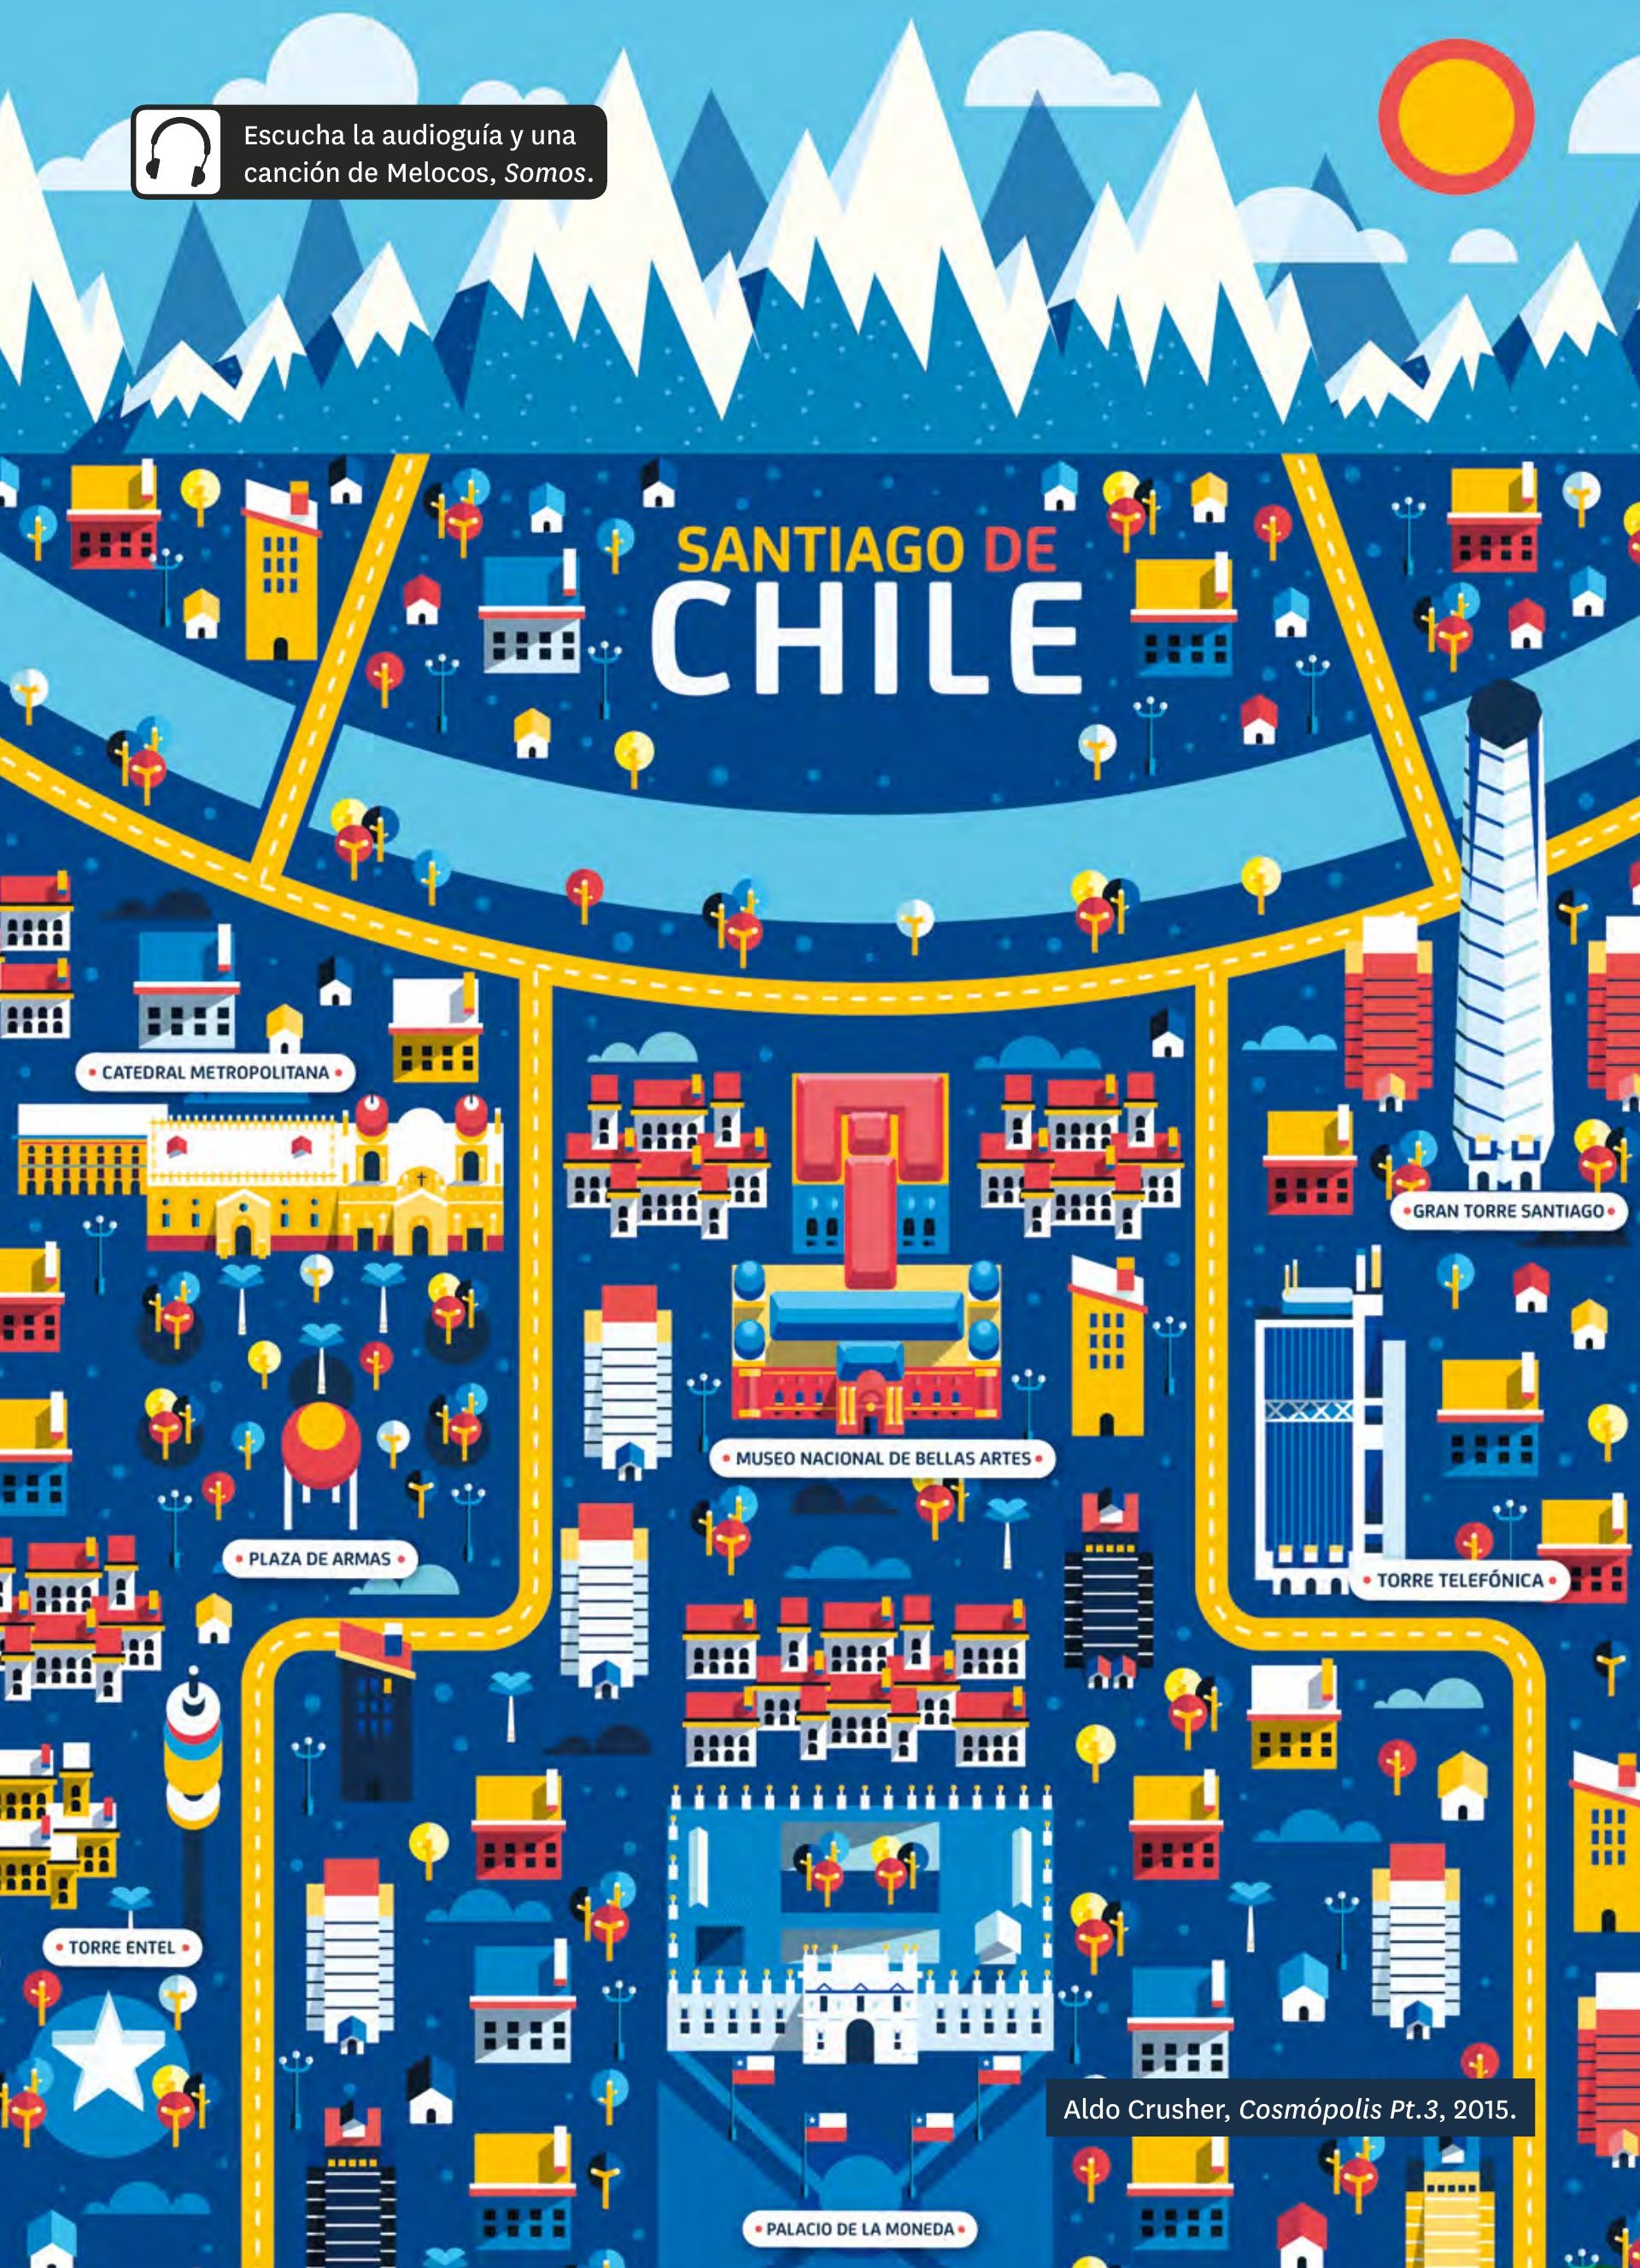 Escucha la audioguía y una
canción de Melocos, Somos.
SANTIAGO DE
CHILE
• CATEDRAL METROPOLITANA •
•GRAN TORRE SANTIAGO•
• MUSEO NACIONAL DE BELLAS ARTES •
• PLAZA DE ARMAS •
• TORRE TELEFÓNICA •
• TORRE ENTEL •
Aldo Crusher, Cosmópolis Pt.3, 2015.
•PALACIO DE LA MONEDA•